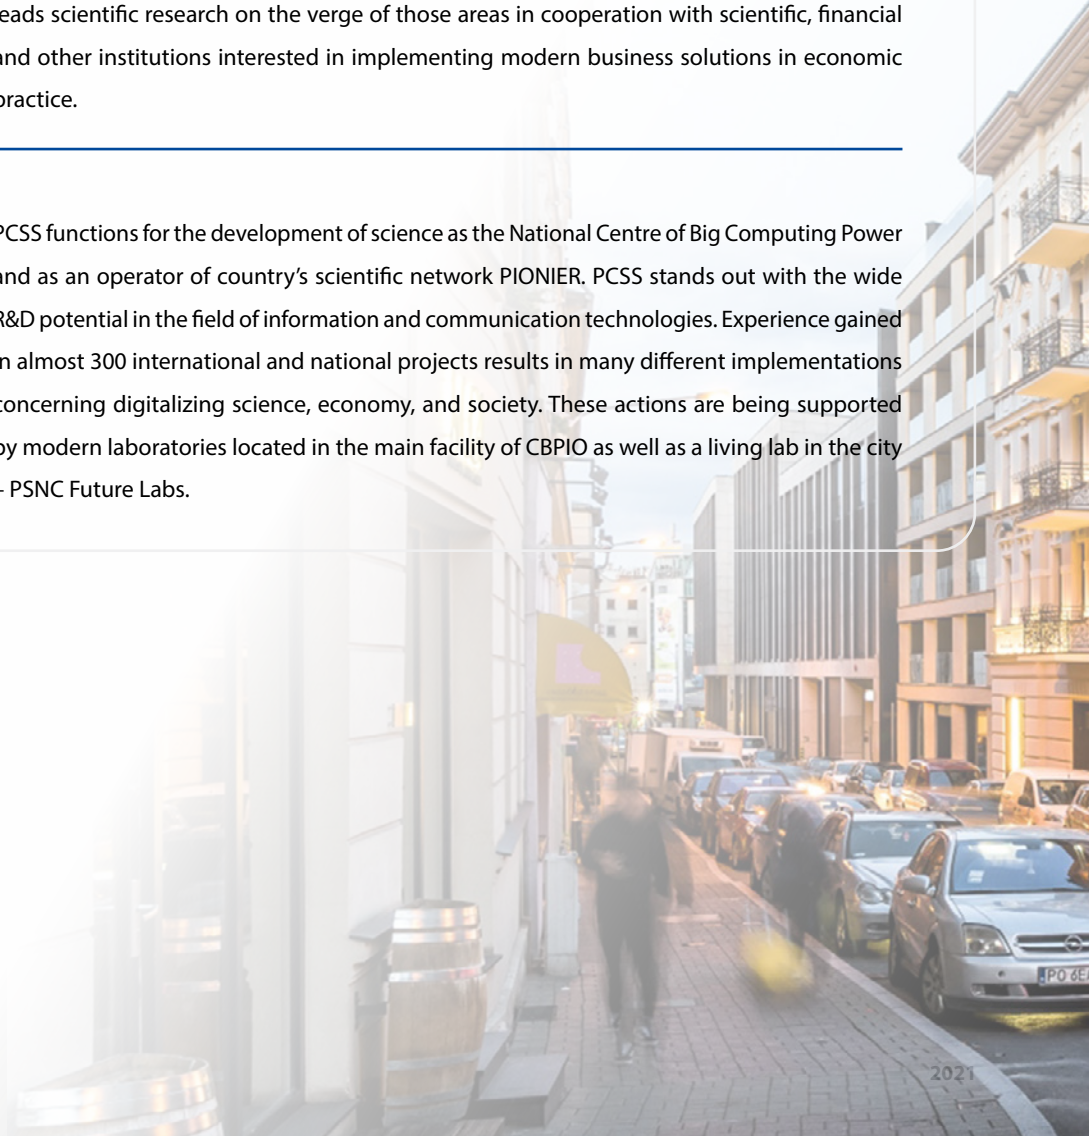 eads scientific research on the verge of those areas in cooperation with scientific, financial
and other institutions interested in implementing modern business solutions in economic
practice.
PCSS functions for the development of science as the National Centre of Big Computing Power
and as an operator of country's scientific network PIONIER. PCSS stands out with the wide
R&D potential in the field of information and communication technologies. Experience gained
in almost 300 international and national projects results in many different implementations
concerning digitalizing science, economy, and society. These actions are being supported
by modern laboratories located in the main facility of CBPIO as well as a living lab in the city
- PSNC Future Labs.
PO 6E
2021